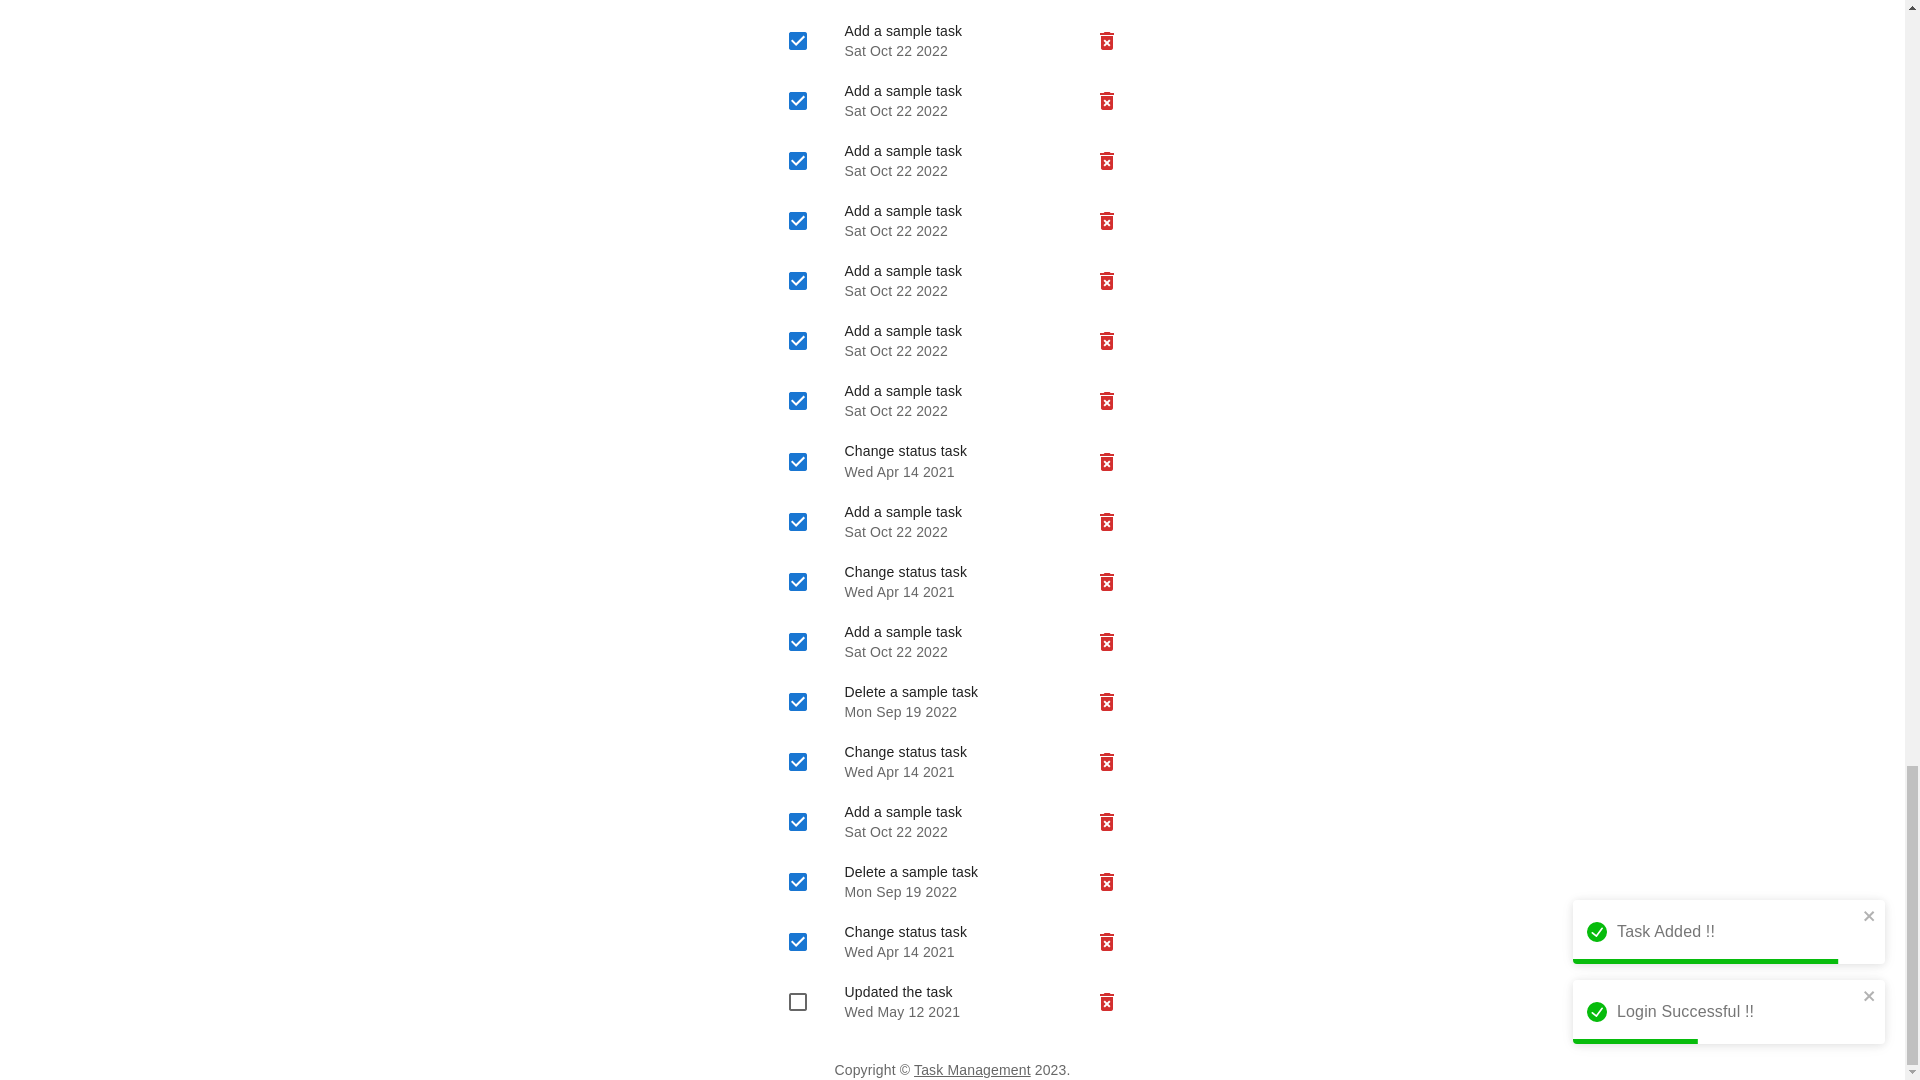 Add a sample task
Sat Oct 22 2022
Add a sample task
Sat Oct 22 2022
Add a sample task
Sat Oct 22 2022
Add a sample task
Sat Oct 22 2022
Add a sample task
Sat Oct 22 2022
Add a sample task
Sat Oct 22 2022
Add a sample task
Sat Oct 22 2022
Change status task
Wed Apr 14 2021
Add a sample task
Sat Oct 22 2022
Change status task
Wed Apr 14 2021
Add a sample task
Sat Oct 22 2022
Delete a sample task
Mon Sep 19 2022
Change status task
Wed Apr 14 2021
Add a sample task
Sat Oct 22 2022
Delete a sample task
Mon Sep 19 2022
Change status task
Wed Apr 14 2021
Updated the task
Wed May 12 2021
Copyright © Task Management 2023.
Task Added !!
Login Successful !!